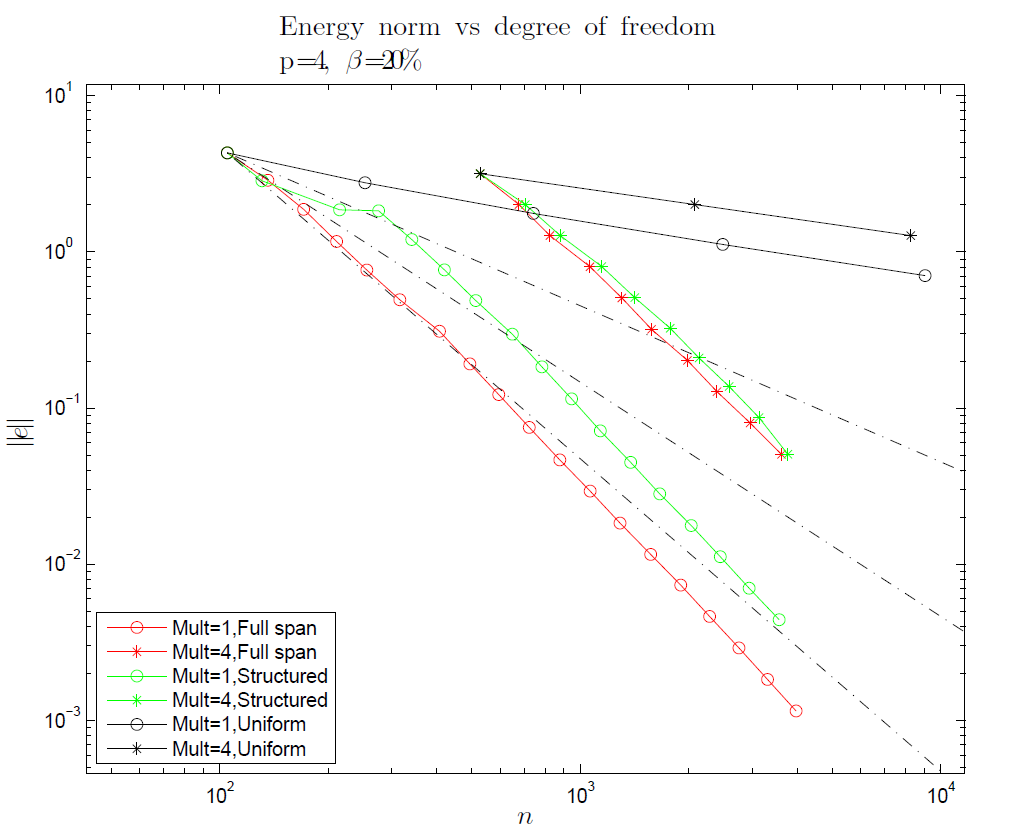 Energy norm vs degree of freedom
p=4, β=20%
10^1
10^0
10^-1
10^-2
10^-3
||e||
Mult=1,Full span
Mult=4,Full span
Mult=1,Structured
Mult=4,Structured
Mult=1,Uniform
Mult=4,Uniform
10^2
10^3
10^4
n